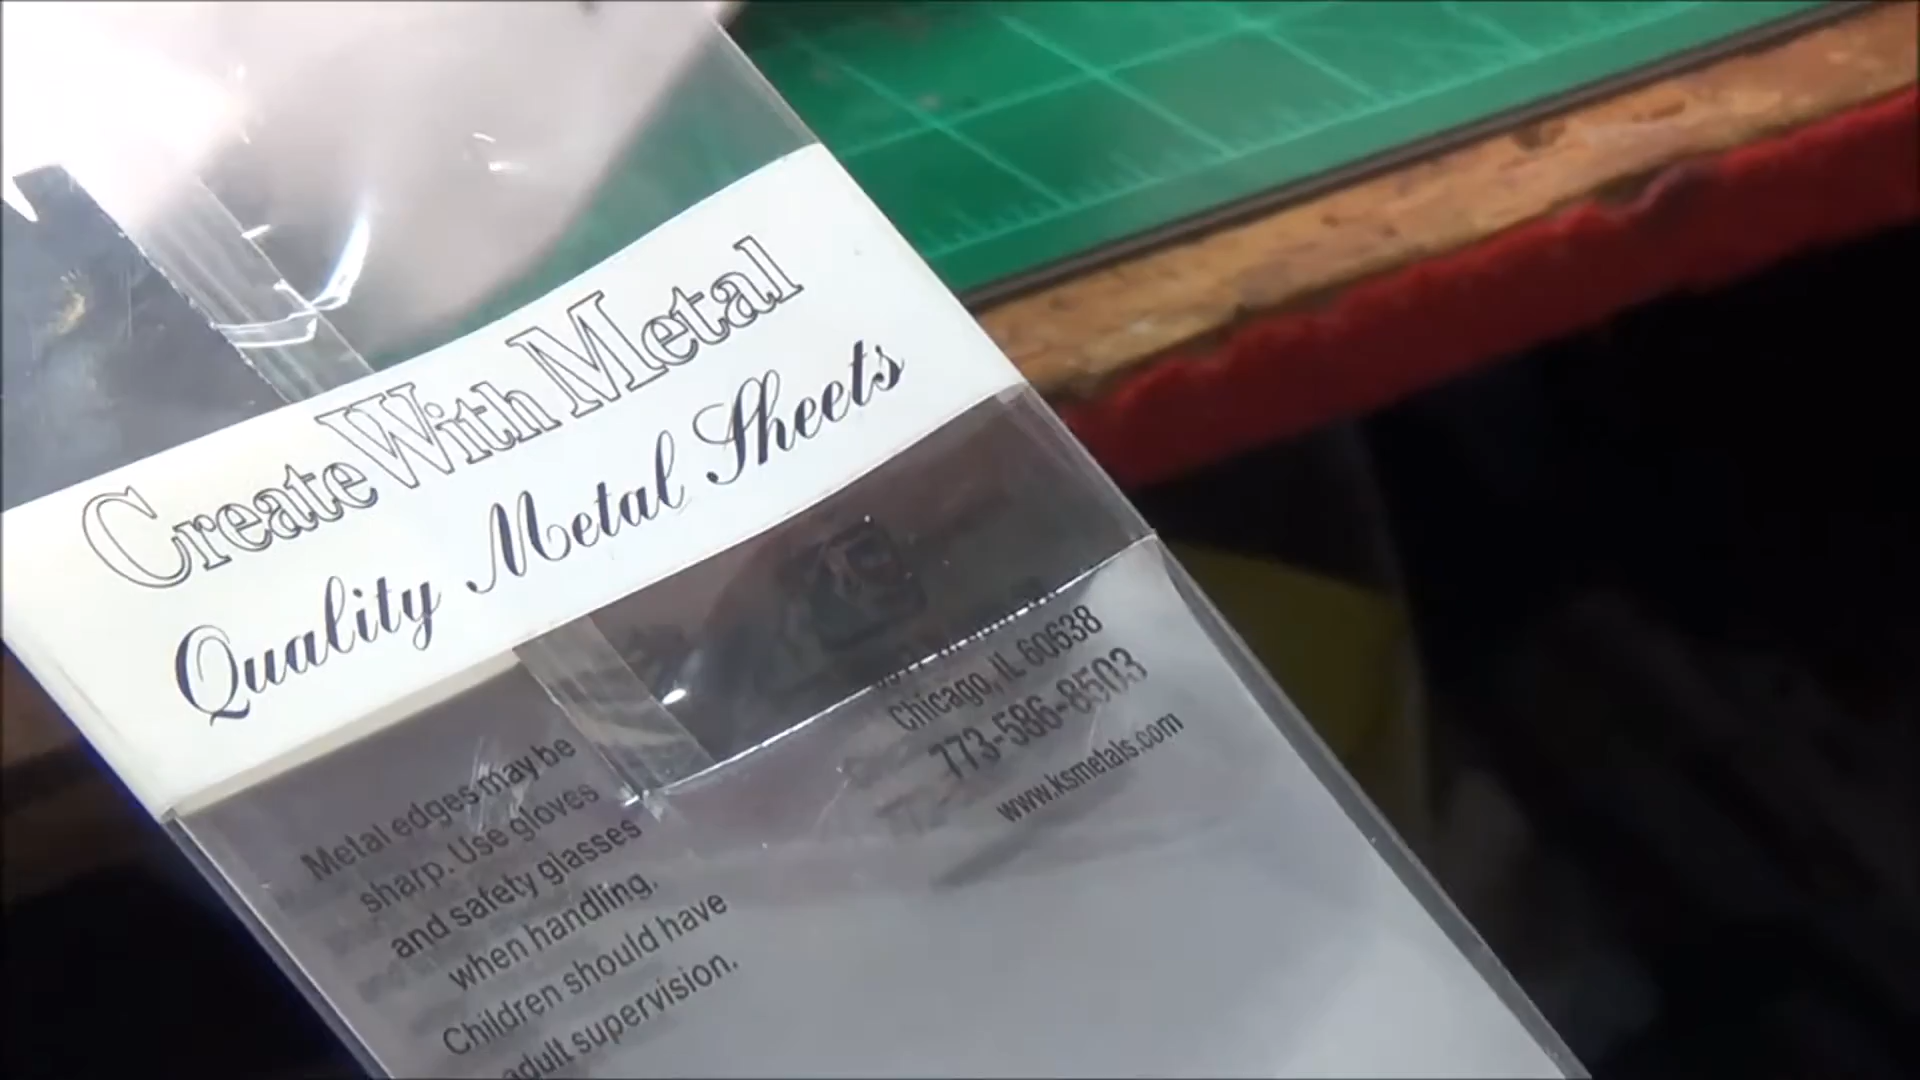 Create With Metal
Quality Metal Sheets
Metal edges may be
sharp. Use gloves
and safety glasses
when handling.
Children should have
adult supervision.
Chicago, IL 60638
773-586-8503
www.ksmetals.com